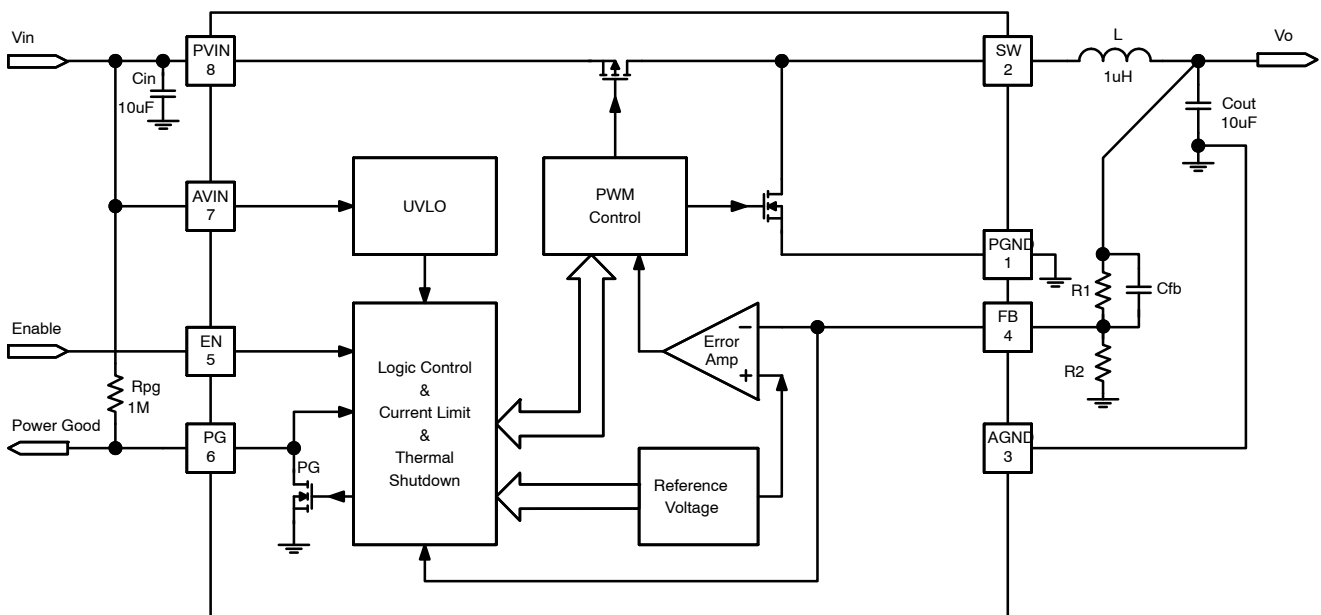 Vin
Cin
10uF
PVIN
8
SW
2
L
1uH
Vo
Cout
10uF
AVIN
7
UVLO
PWM
Control
PGND
1
R1
Cfb
Enable
EN
5
Logic Control
&
Current Limit
&
Thermal
Shutdown
Error
Amp
−
+
FB
4
R2
Rpg
1M
Power Good
PG
6
PG
Reference
Voltage
AGND
3